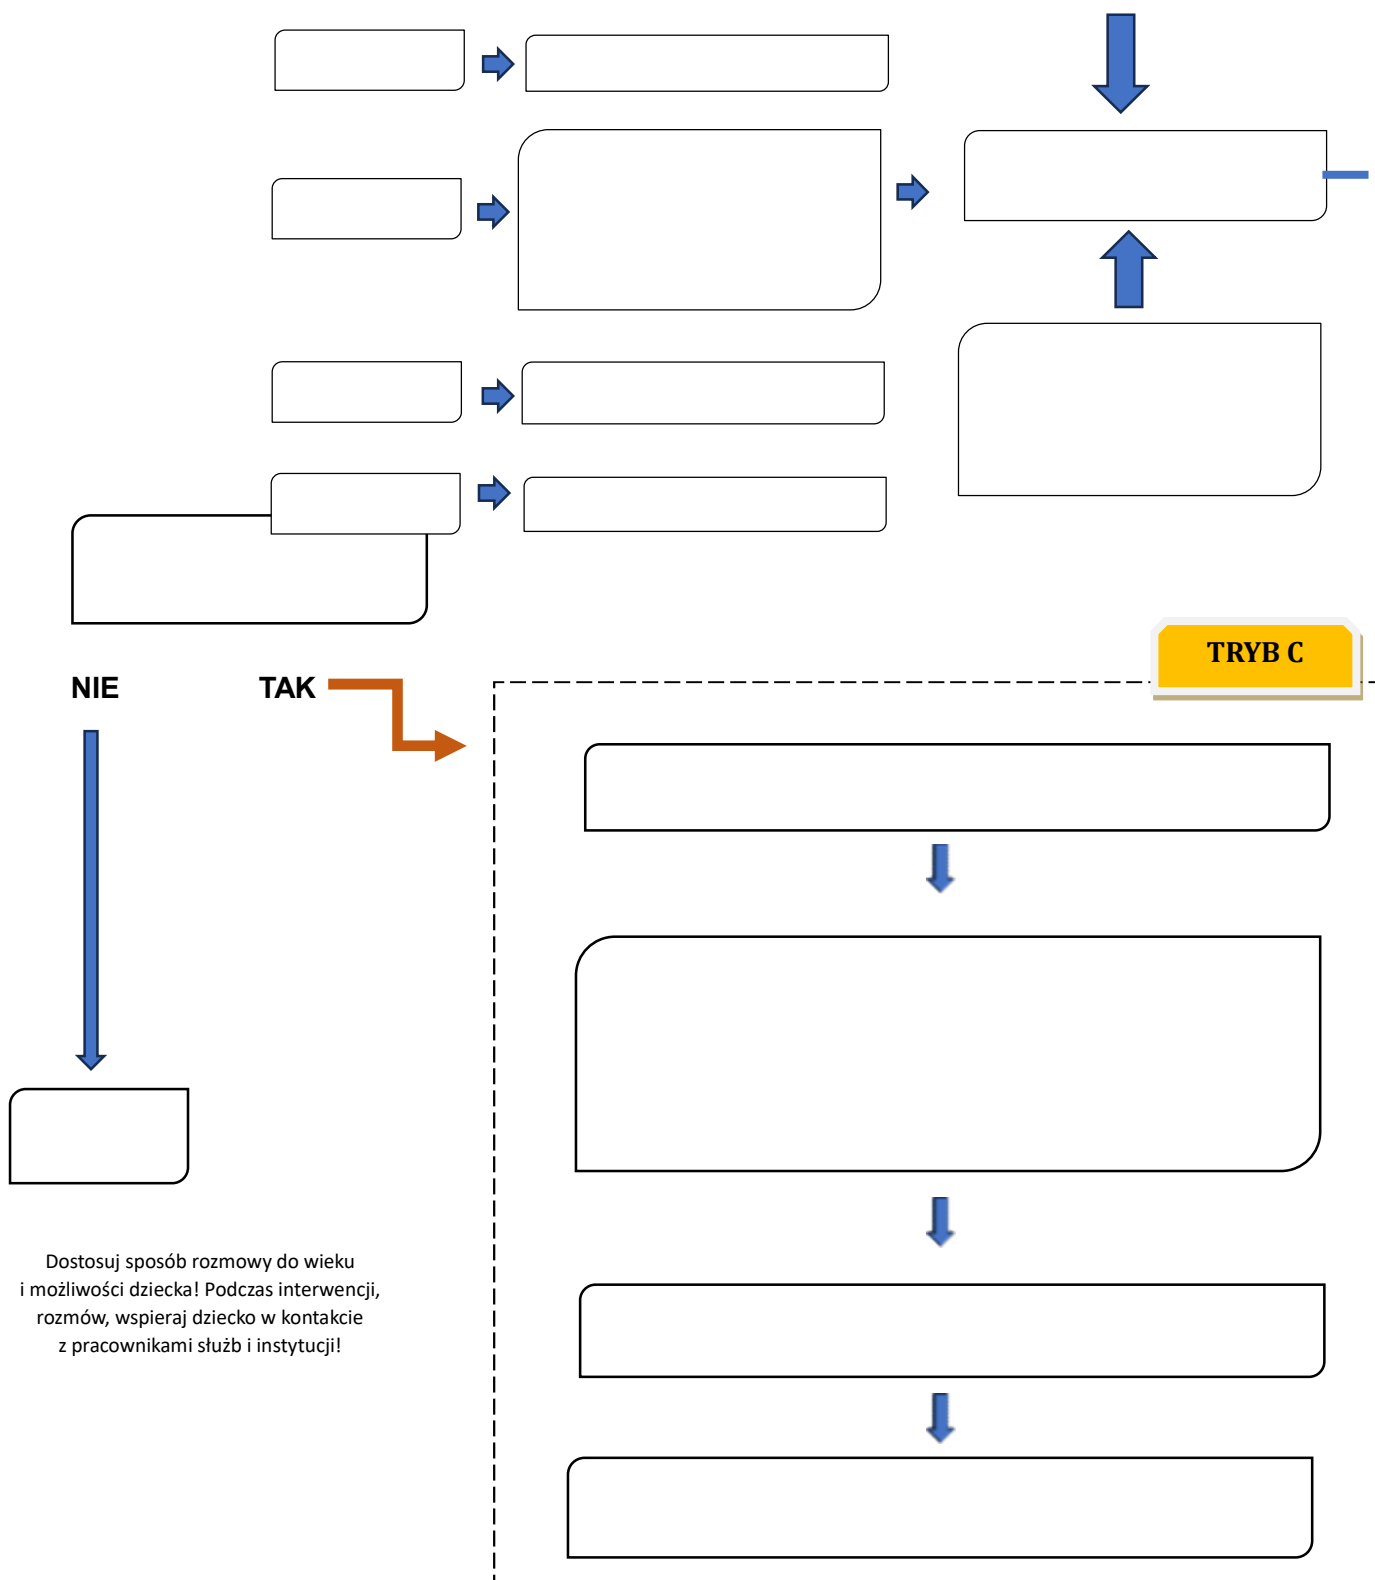 TRYB C
NIE
TAK
Dostosuj sposób rozmowy do wieku
i możliwości dziecka! Podczas interwencji,
rozmów, wspieraj dziecko w kontakcie
z pracownikami służb i instytucji!